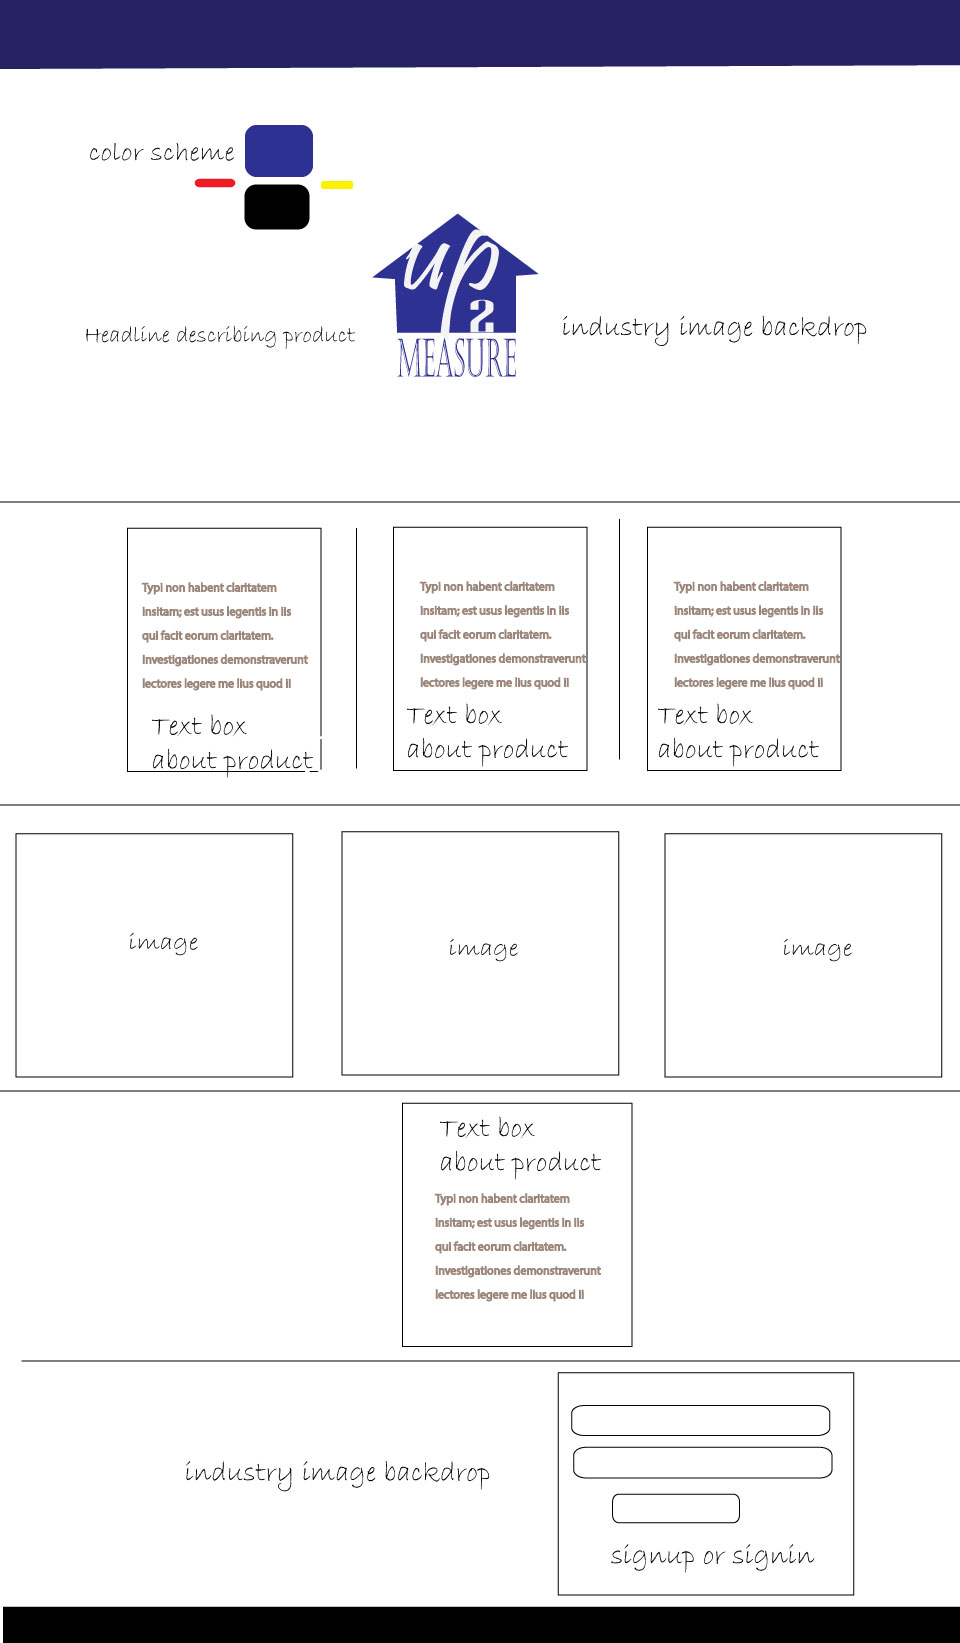 color scheme
up
2
MEASURE
Headline describing product
industry image backdrop
Typi non habent claritatem
insitam; est usus legentis in iis
qui facit eorum claritatem.
Investigationes demonstraverunt
lectores legere me lius quod ii
Text box
about product
Typi non habent claritatem
insitam; est usus legentis in iis
qui facit eorum claritatem.
Investigationes demonstraverunt
lectores legere me lius quod ii
Text box
about product
Typi non habent claritatem
insitam; est usus legentis in iis
qui facit eorum claritatem.
Investigationes demonstraverunt
lectores legere me lius quod ii
Text box
about product
image
image
image
Text box
about product
Typi non habent claritatem
insitam; est usus legentis in iis
qui facit eorum claritatem.
Investigationes demonstraverunt
lectores legere me lius quod ii
industry image backdrop
signup or signin